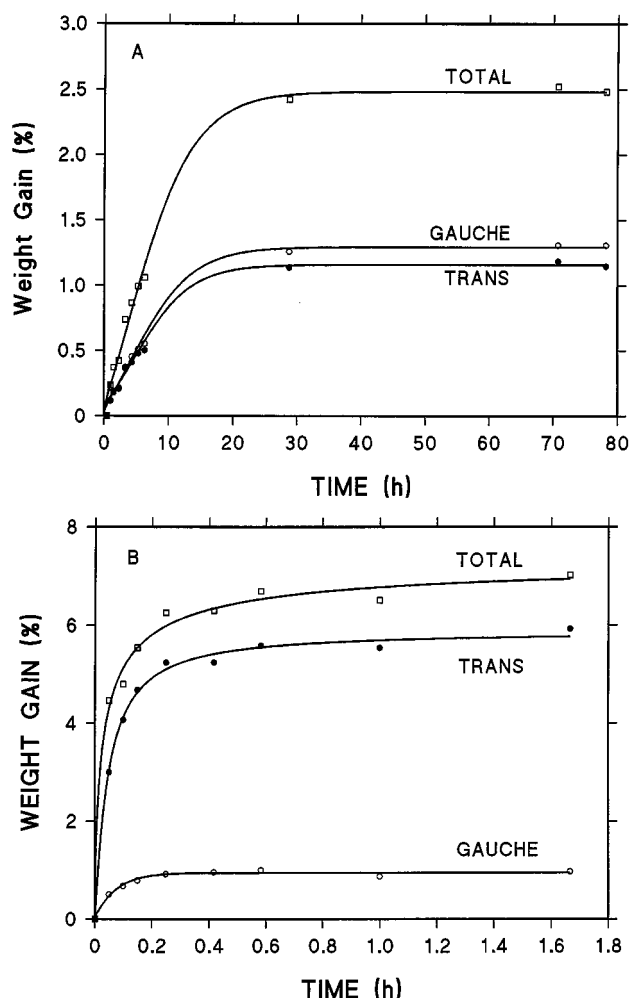 3.0
A
TOTAL
2.5
2.0
Weight Gain (%)
1.5
GAUCHE
1.0
TRANS
0.5
0
0 10 20 30 40 50 60 70 80
TIME (h)
8
B
TOTAL
6
TRANS
WEIGHT GAIN (%)
4
2
GAUCHE
0
0 0.2 0.4 0.6 0.8 1.0 1.2 1.4 1.6 1.8
TIME (h)